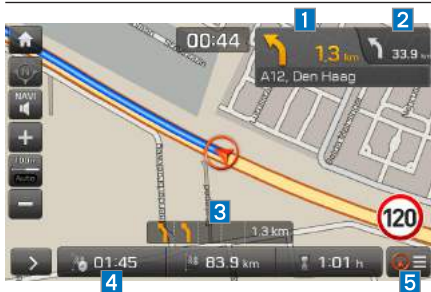 1
2
00:44
1.3 km
33.9 km
A12, Den Haag
NAVI
+
100m
Auto
−
3
1.3 km
120
01:45
83.9 km
1:01 h
4
5